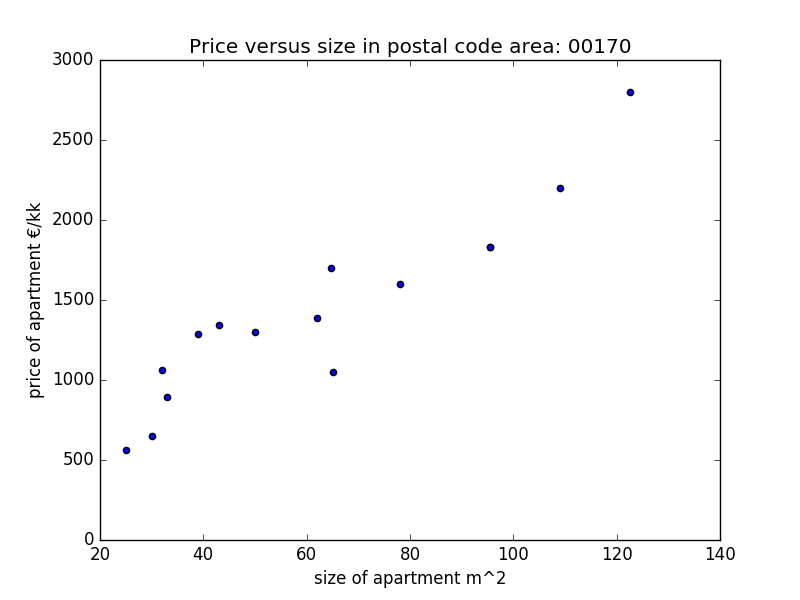 Price versus size in postal code area: 00170
3000
2500
2000
1500
1000
500
0
price of apartment €/kk
20 40 60 80 100 120 140
size of apartment m^2